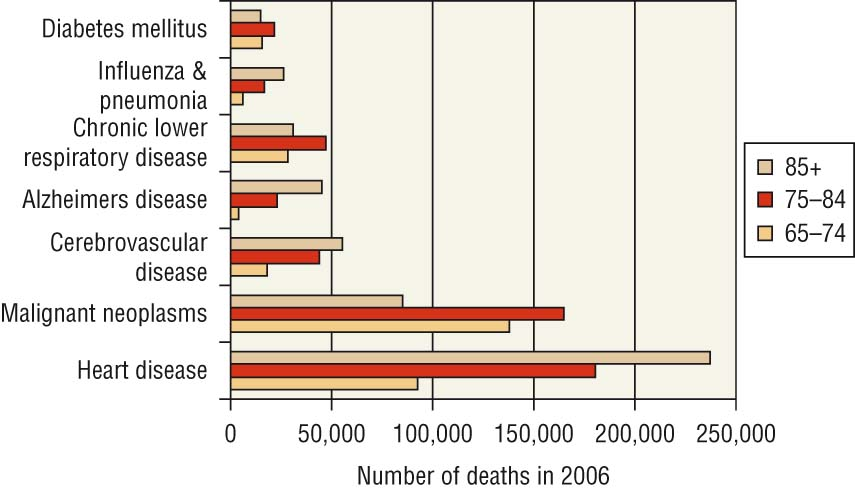 Diabetes mellitus
Influenza &
pneumonia
Chronic lower
respiratory disease
Alzheimers disease
Cerebrovascular
disease
Malignant neoplasms
Heart disease
85+
75–84
65–74
0 50,000 100,000 150,000 200,000 250,000
Number of deaths in 2006